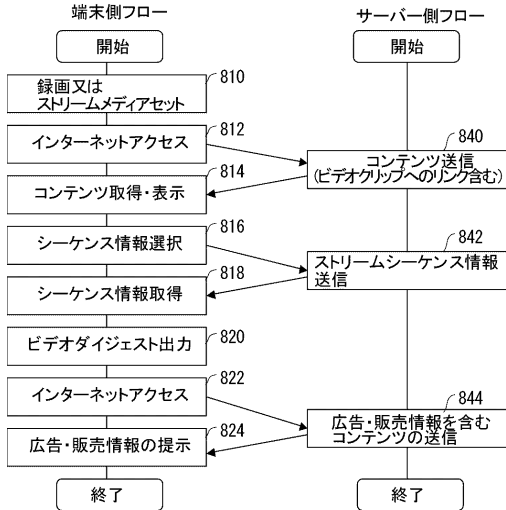 端末側フロー
開始
録画又は
ストリームメディアセット
810
インターネットアクセス
812
コンテンツ取得・表示
814
シーケンス情報選択
816
シーケンス情報取得
818
ビデオダイジェスト出力
820
インターネットアクセス
822
広告・販売情報の提示
824
終了
サーバー側フロー
開始
コンテンツ送信
(ビデオクリップへのリンク含む)
840
ストリームシーケンス情報
送信
842
広告・販売情報を含む
コンテンツの送信
844
終了